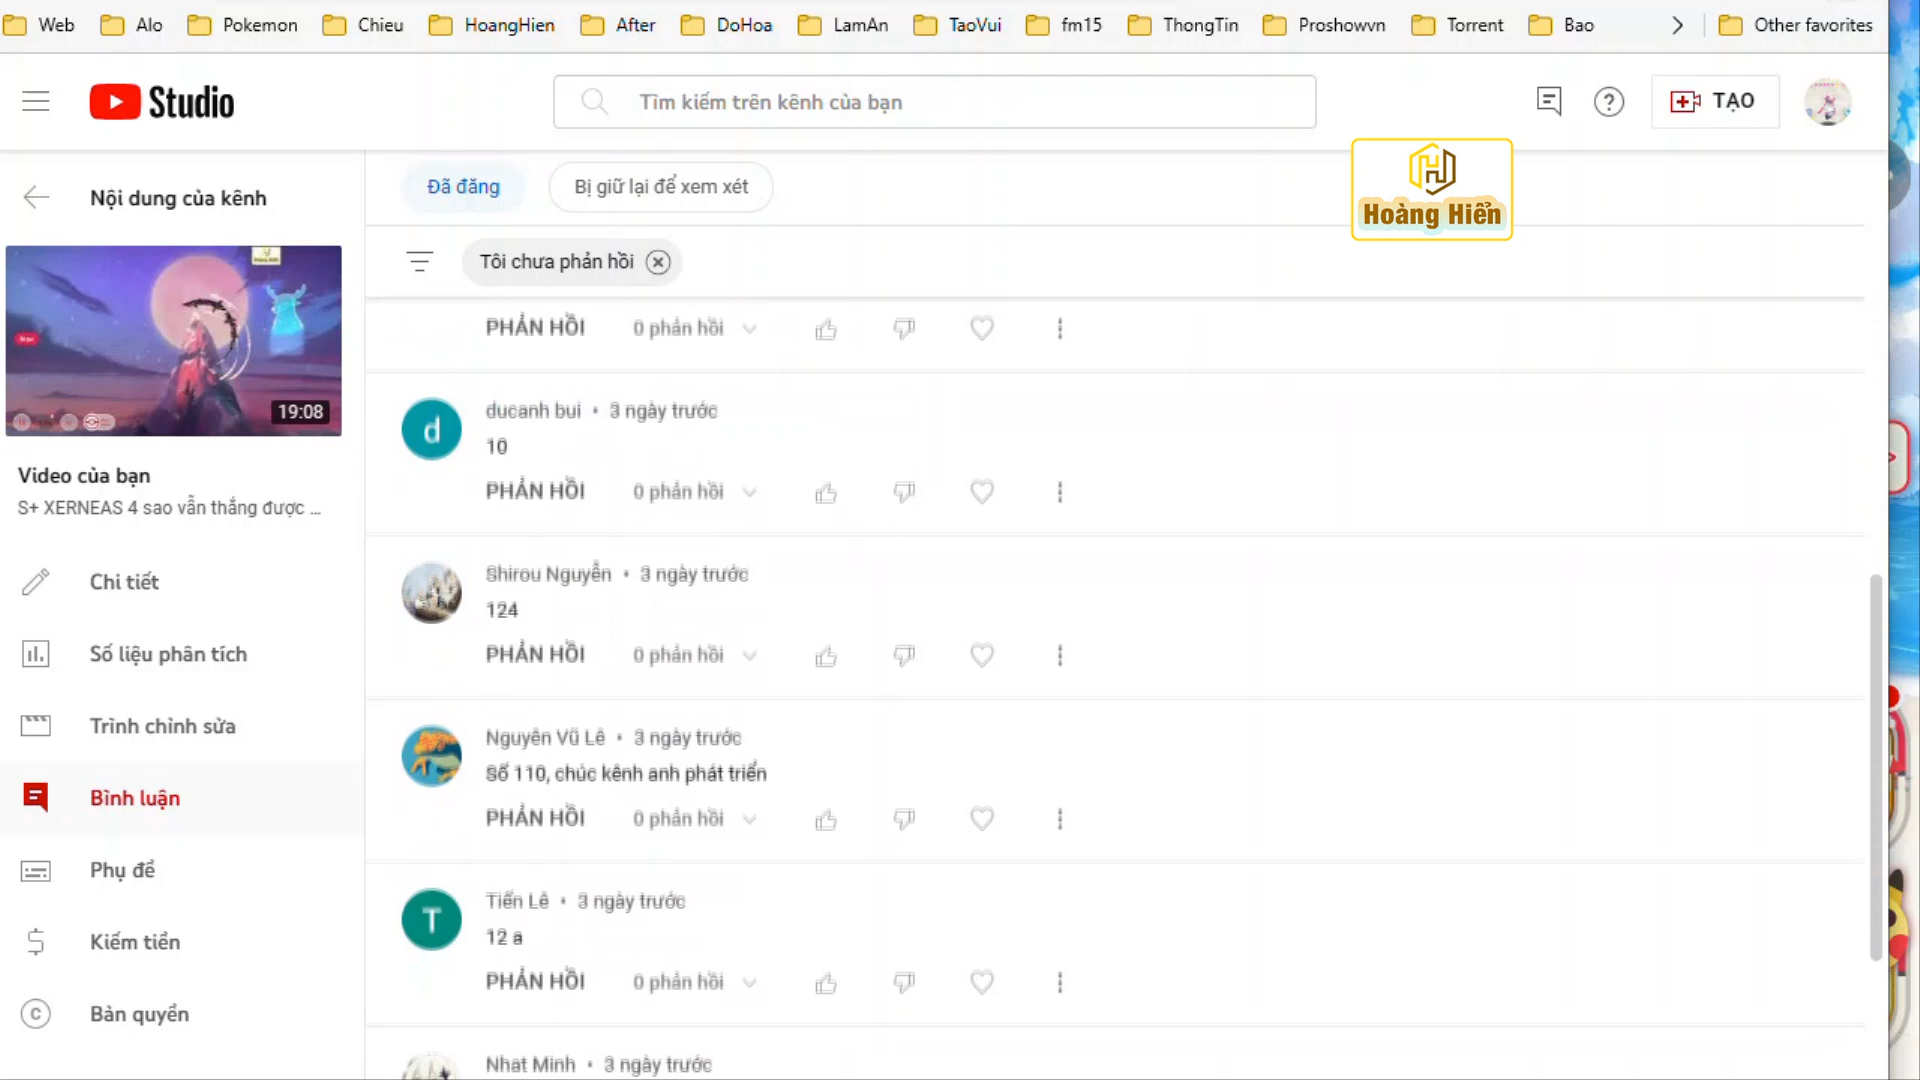 Web Alo Pokemon Chieu HoangHien After DoHoa LamAn TaoVui fm15 ThongTin Proshowvn Torrent Bao Other favorites
Studio
Tìm kiếm trên kênh của bạn
TẠO
Hoàng Hiển
Nội dung của kênh
19:08
Video của bạn
S+ XERNEAS 4 sao vẫn thắng được ...
Chi tiết
Số liệu phân tích
Trình chỉnh sửa
Bình luận
Phụ đề
Kiếm tiền
Bản quyền
Đã đăng Bị giữ lại để xem xét
Tôi chưa phản hồi
PHẢN HỒI 0 phản hồi
d
ducanh bui • 3 ngày trước
10
PHẢN HỒI 0 phản hồi
Shirou Nguyễn • 3 ngày trước
124
PHẢN HỒI 0 phản hồi
Nguyên Vũ Lê • 3 ngày trước
Số 110, chúc kênh anh phát triển
PHẢN HỒI 0 phản hồi
T
Tiến Lê • 3 ngày trước
12 a
PHẢN HỒI 0 phản hồi
Nhat Minh • 3 ngày trước